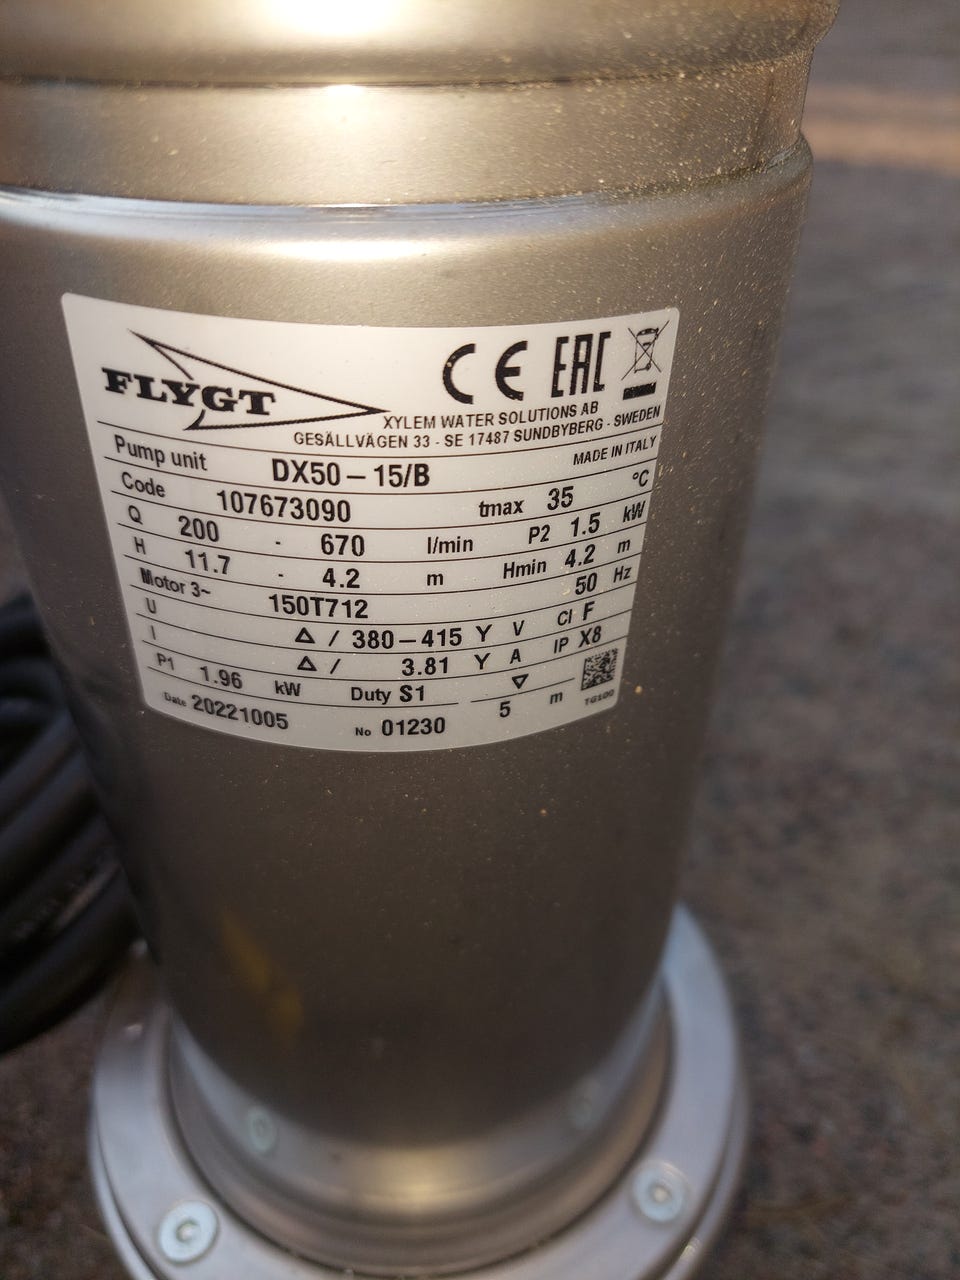 FLYGT
CE EAC
XYLEM WATER SOLUTIONS AB
GESÄLLVÄGEN 33 - SE 17487 SUNDBYBERG - SWEDEN
Pump unit DX50 – 15/B MADE IN ITALY
Code 107673090 tmax 35 °C
Q 200 - 670 l/min P2 1.5 kW
H 11.7 - 4.2 m Hmin 4.2 m
Motor 3~ 150T712 50 Hz
U Δ / 380 – 415 Y V Cl F
I Δ / 3.81 Y A IP X8
P1 1.96 kW Duty S1 ▽
Date 20221005 No 01230 5 m TG100